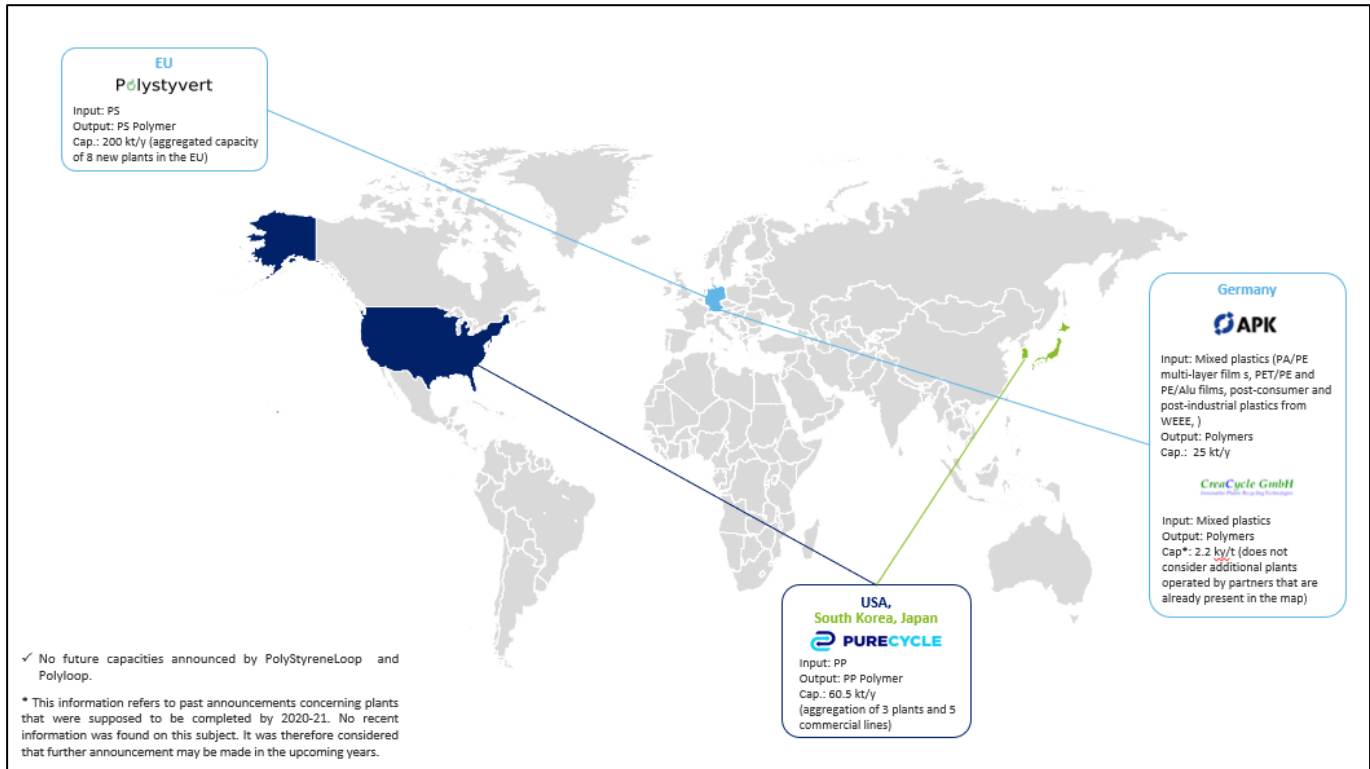 EU
Polystyvert
Input: PS
Output: PS Polymer
Cap.: 200 kt/y (aggregated capacity
of 8 new plants in the EU)
Germany
APK
Input: Mixed plastics (PA/PE
multi-layer film s, PET/PE and
PE/Alu films, post-consumer and
post-industrial plastics from
WEEE, )
Output: Polymers
Cap.: 25 kt/y
CreaCycle GmbH
Innovative Plastic Recycling Technologies
Input: Mixed plastics
Output: Polymers
Cap*: 2.2 ky/t (does not
consider additional plants
operated by partners that are
already present in the map)
USA,
South Korea, Japan
PURECYCLE
Input: PP
Output: PP Polymer
Cap.: 60.5 kt/y
(aggregation of 3 plants and 5
commercial lines)
✓ No future capacities announced by PolyStyreneLoop and
Polyloop.
* This information refers to past announcements concerning plants
that were supposed to be completed by 2020-21. No recent
information was found on this subject. It was therefore considered
that further announcement may be made in the upcoming years.